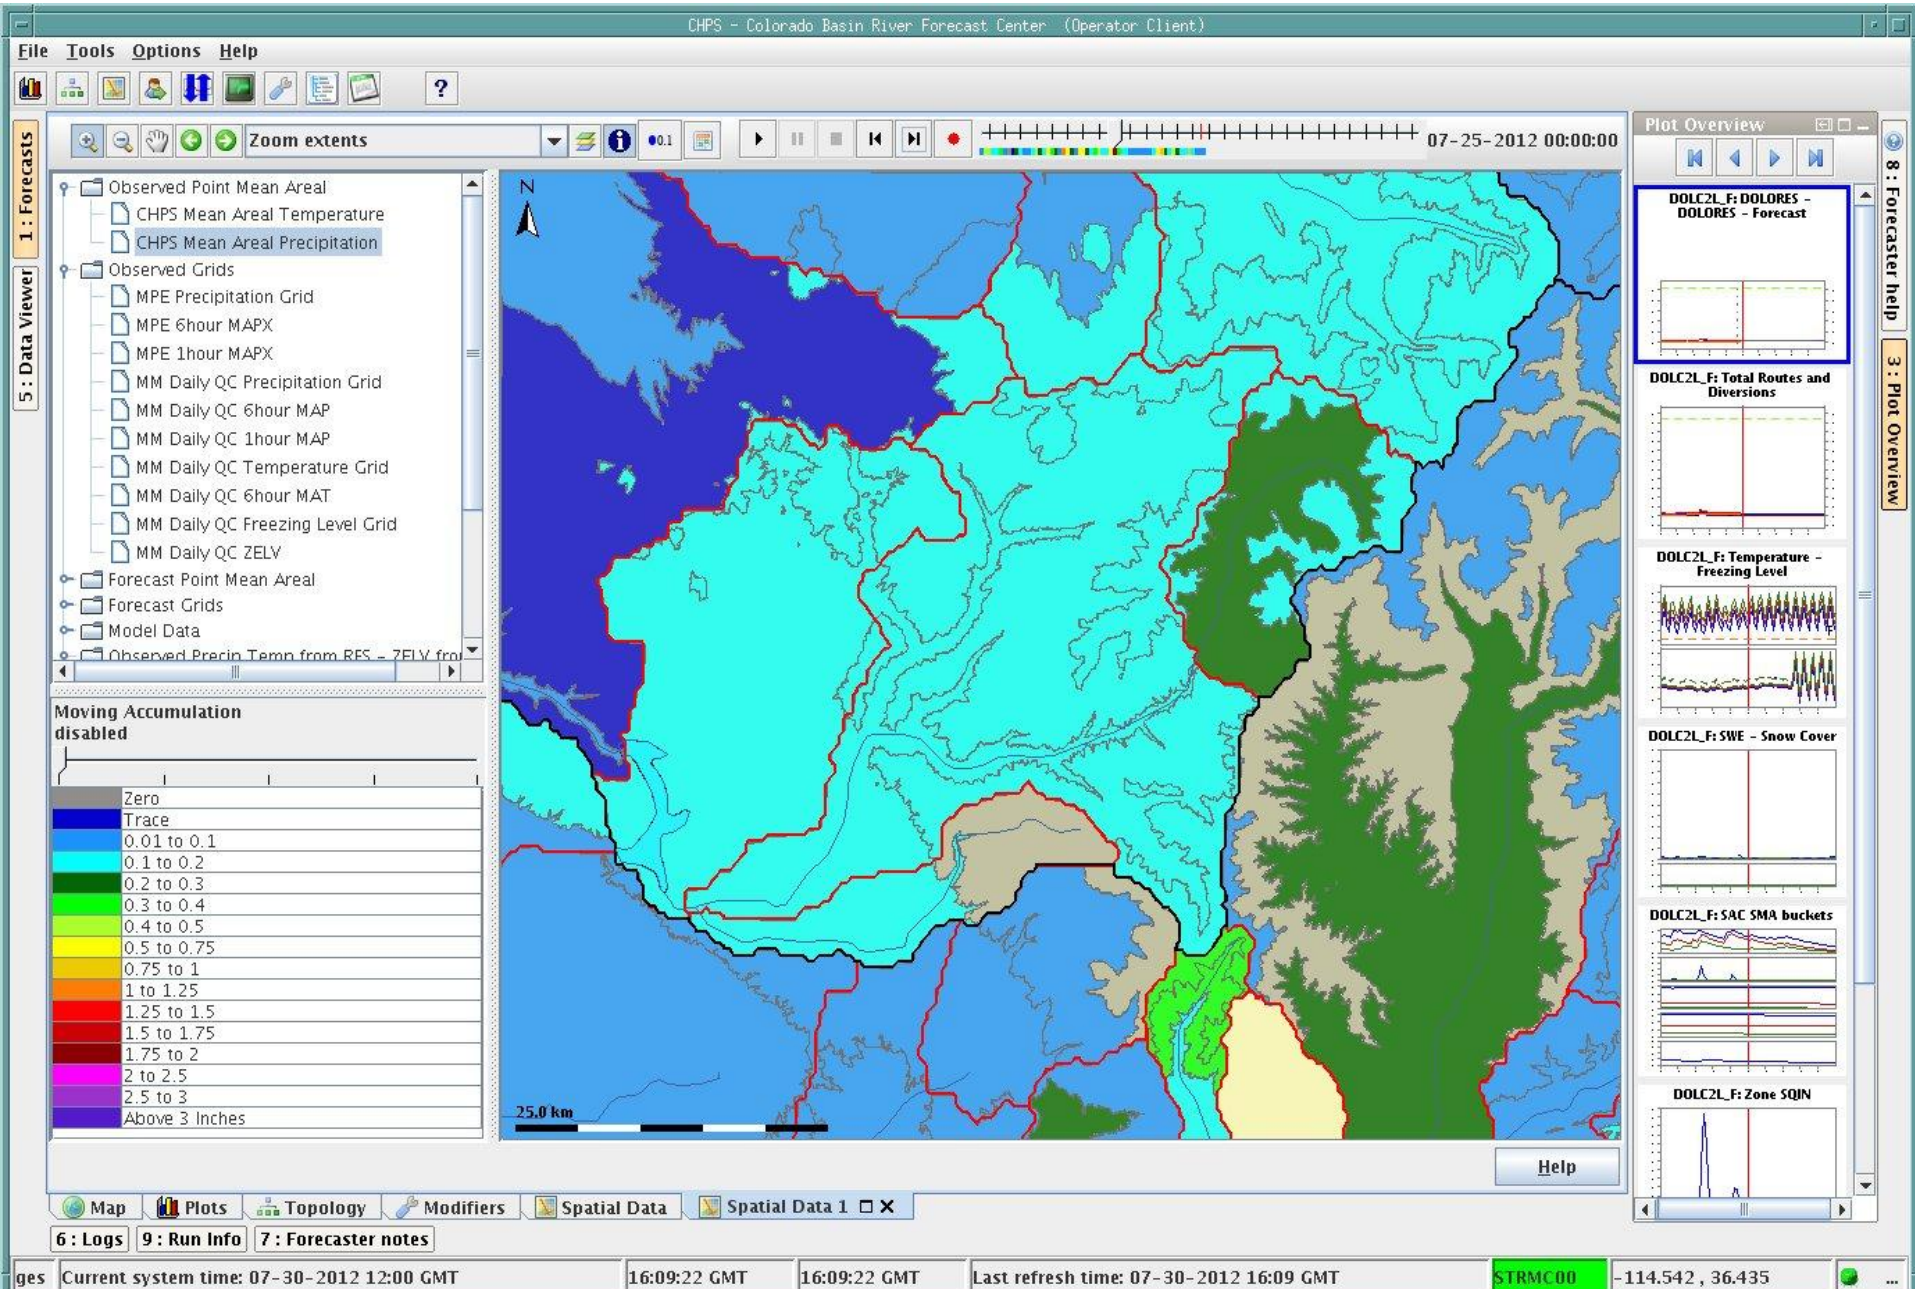 CHPS - Colorado Basin River Forecast Center (Operator Client)
File Tools Options Help
?
1 : Forecasts
5 : Data Viewer
Zoom extents
0.1
07-25-2012 00:00:00
Observed Point Mean Areal
CHPS Mean Areal Temperature
CHPS Mean Areal Precipitation
Observed Grids
MPE Precipitation Grid
MPE 6hour MAPX
MPE 1hour MAPX
MM Daily QC Precipitation Grid
MM Daily QC 6hour MAP
MM Daily QC 1hour MAP
MM Daily QC Temperature Grid
MM Daily QC 6hour MAT
MM Daily QC Freezing Level Grid
MM Daily QC ZELV
Forecast Point Mean Areal
Forecast Grids
Model Data
Observed Precip Temp from RFS - ZELV from
Moving Accumulation
disabled
Zero
Trace
0.01 to 0.1
0.1 to 0.2
0.2 to 0.3
0.3 to 0.4
0.4 to 0.5
0.5 to 0.75
0.75 to 1
1 to 1.25
1.25 to 1.5
1.5 to 1.75
1.75 to 2
2 to 2.5
2.5 to 3
Above 3 Inches
N
25.0 km
Help
Plot Overview
DOLC2L_F: DOLORES -
DOLORES - Forecast
DOLC2L_F: Total Routes and
Diversions
DOLC2L_F: Temperature -
Freezing Level
DOLC2L_F: SWE - Snow Cover
DOLC2L_F: SAC SMA buckets
DOLC2L_F: Zone SQIN
8 : Forecaster help
3 : Plot Overview
Map Plots Topology Modifiers Spatial Data Spatial Data 1
6 : Logs 9 : Run Info 7 : Forecaster notes
ges Current system time: 07-30-2012 12:00 GMT 16:09:22 GMT 16:09:22 GMT Last refresh time: 07-30-2012 16:09 GMT STRMC00 -114.542 , 36.435 ...